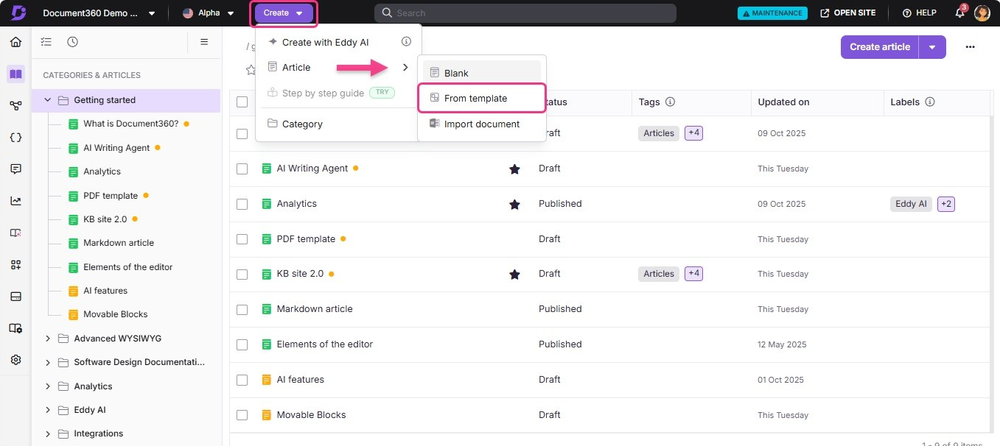 Document360 Demo ...
Alpha
Create
Search
MAINTENANCE
OPEN SITE
HELP
3
Create with Eddy AI
Article
Step by step guide TRY
Category
Blank
From template
Import document
Create article
CATEGORIES & ARTICLES
Getting started
What is Document360?
AI Writing Agent
Analytics
PDF template
KB site 2.0
Markdown article
Elements of the editor
AI features
Movable Blocks
Advanced WYSIWYG
Software Design Documentati...
Analytics
Eddy AI
Integrations
Tags Updated on Labels
Articles +4 09 Oct 2025
AI Writing Agent Draft This Tuesday
Analytics Published 09 Oct 2025 Eddy AI +2
PDF template Draft This Tuesday
KB site 2.0 Draft Articles +4 This Tuesday
Markdown article Published This Tuesday
Elements of the editor Published 12 May 2025
AI features Draft 01 Oct 2025
Movable Blocks Draft This Tuesday
1 - 9 of 9 items